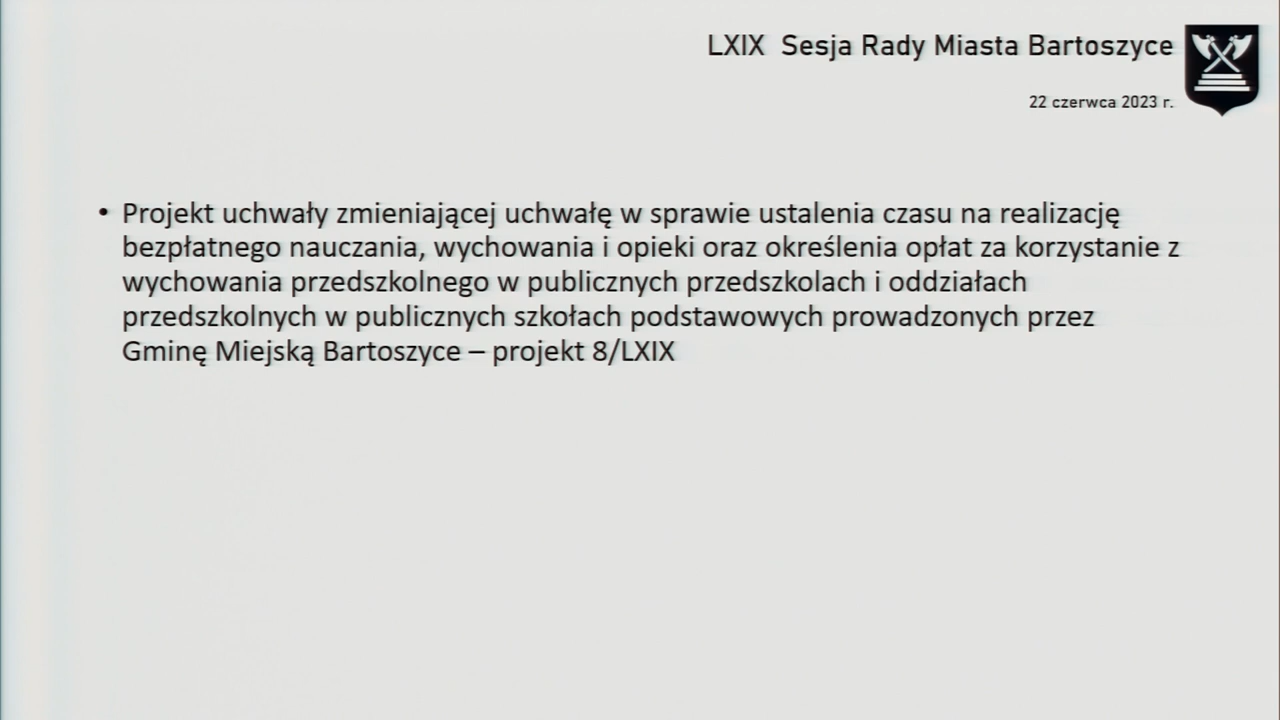 LXIX Sesja Rady Miasta Bartoszyce
22 czerwca 2023 r.
• Projekt uchwały zmieniającej uchwałę w sprawie ustalenia czasu na realizację
bezpłatnego nauczania, wychowania i opieki oraz określenia opłat za korzystanie z
wychowania przedszkolnego w publicznych przedszkolach i oddziałach
przedszkolnych w publicznych szkołach podstawowych prowadzonych przez
Gminę Miejską Bartoszyce – projekt 8/LXIX